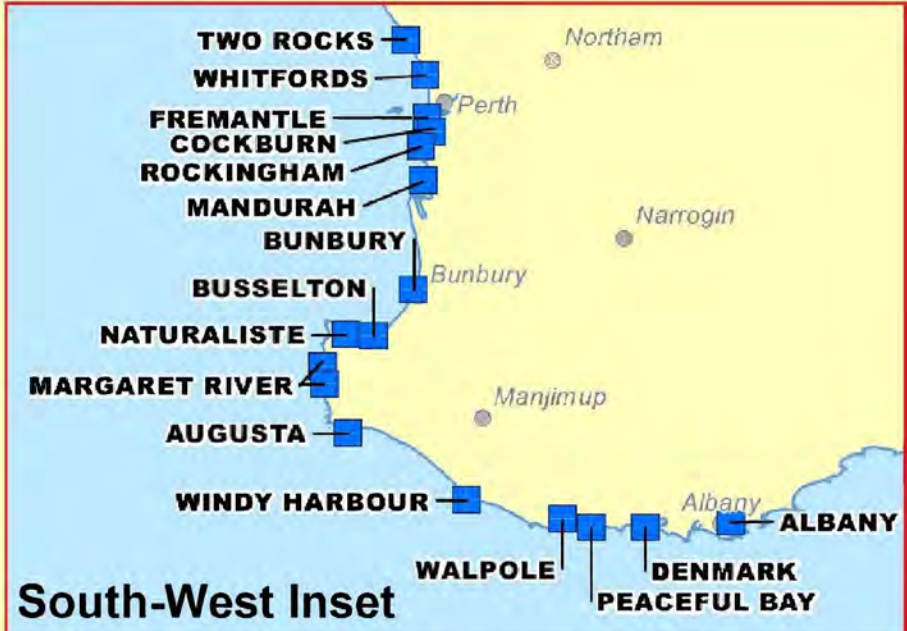 TWO ROCKS
Northam
WHITFORDS
Perth
FREMANTLE
COCKBURN
ROCKINGHAM
MANDURAH
Narrogin
BUNBURY
Bunbury
BUSSELTON
NATURALISTE
MARGARET RIVER
Manjimup
AUGUSTA
WINDY HARBOUR
Albany
ALBANY
WALPOLE
DENMARK
PEACEFUL BAY
South-West Inset